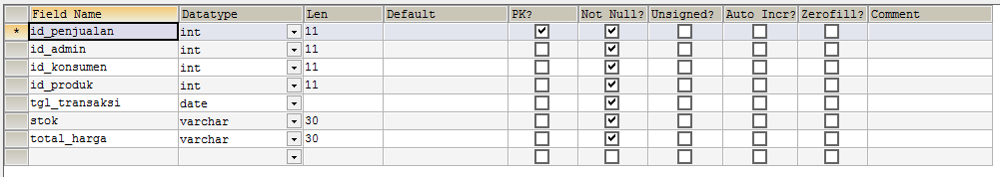 Field Name Datatype Len Default PK? Not Null? Unsigned? Auto Incr? Zerofill? Comment
* id_penjualan int 11
id_admin int 11
id_konsumen int 11
id_produk int 11
tgl_transaksi date
stok varchar 30
total_harga varchar 30